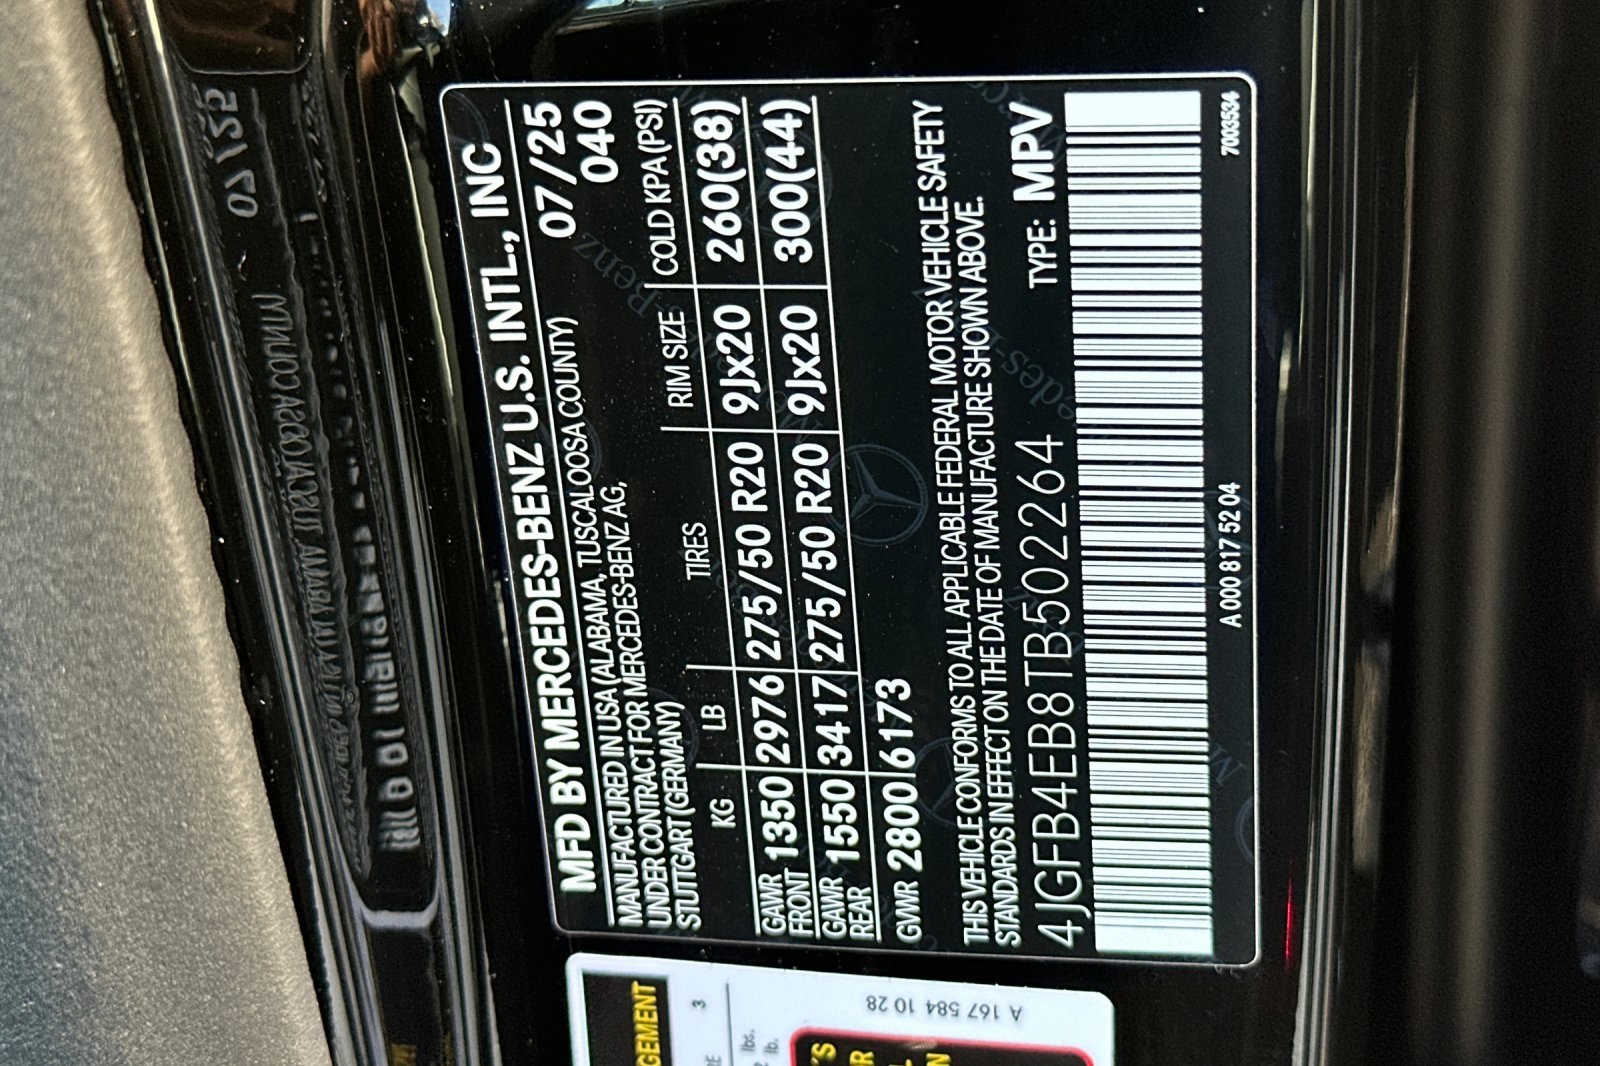 MFD BY MERCEDES-BENZ U.S. INTL., INC
MANUFACTURED IN USA (ALABAMA, TUSCALOOSA COUNTY) 07/25
UNDER CONTRACT FOR MERCEDES-BENZ AG, 040
STUTTGART (GERMANY)
KG LB TIRES RIM SIZE COLD KPA (PSI)
GAWR FRONT 1350 2976 275/50 R20 9Jx20 260(38)
GAWR REAR 1550 3417 275/50 R20 9Jx20 300(44)
GVWR 2800 6173
THIS VEHICLE CONFORMS TO ALL APPLICABLE FEDERAL MOTOR VEHICLE SAFETY
STANDARDS IN EFFECT ON THE DATE OF MANUFACTURE SHOWN ABOVE.
4JGFB4EB8TB502264 TYPE: MPV
A 000 817 52 04 7003534
GEMENT
3
lbs.
lb.
A 167 584 10 28